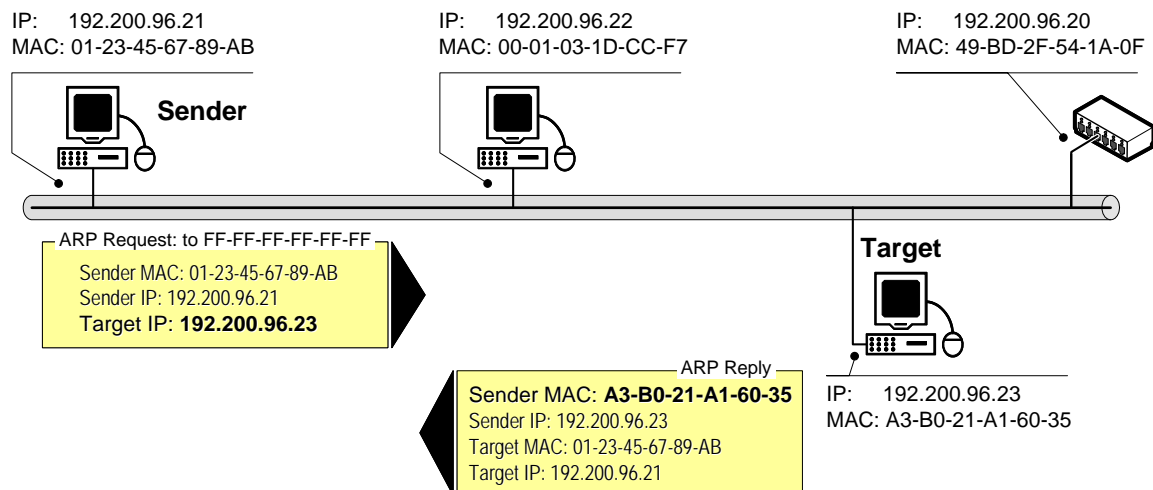 IP: 192.200.96.21
MAC: 01-23-45-67-89-AB
IP: 192.200.96.22
MAC: 00-01-03-1D-CC-F7
IP: 192.200.96.20
MAC: 49-BD-2F-54-1A-0F
Sender
ARP Request: to FF-FF-FF-FF-FF-FF
Sender MAC: 01-23-45-67-89-AB
Sender IP: 192.200.96.21
Target IP: 192.200.96.23
Target
ARP Reply
Sender MAC: A3-B0-21-A1-60-35
Sender IP: 192.200.96.23
Target MAC: 01-23-45-67-89-AB
Target IP: 192.200.96.21
IP: 192.200.96.23
MAC: A3-B0-21-A1-60-35